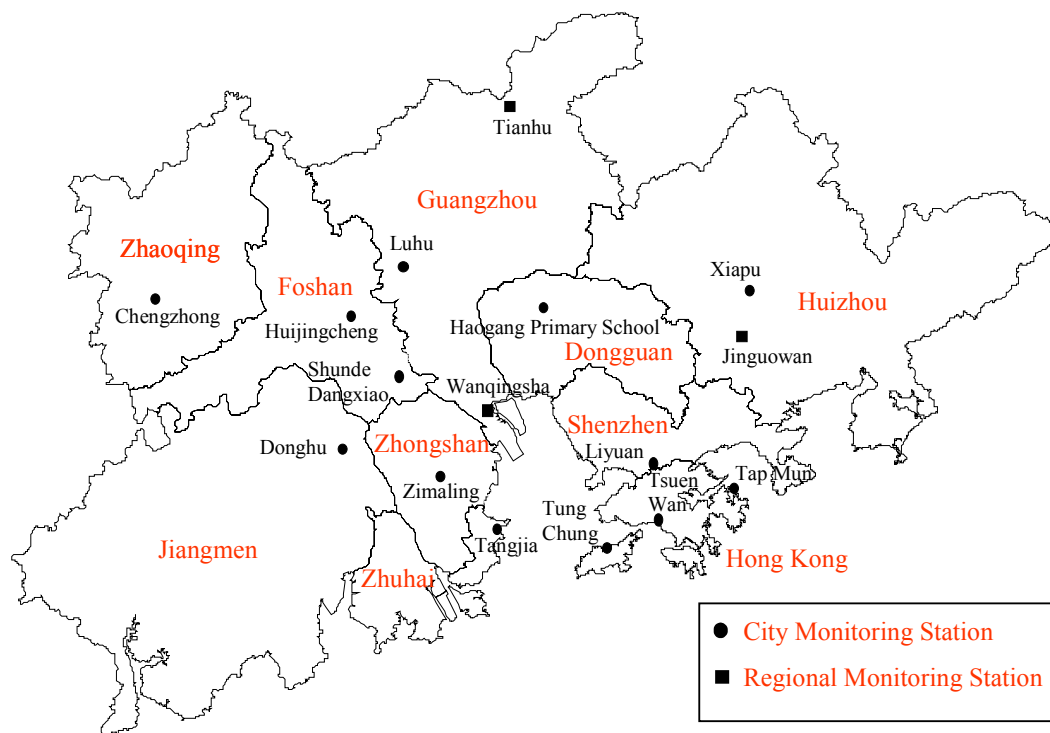 Tianhu
Guangzhou
Zhaoqing
Luhu
Xiapu
Foshan
Huizhou
Chengzhong
Huijingcheng
Haogang Primary School
Dongguan
Jinguowan
Shunde
Dangxiao
Wanqingsha
Shenzhen
Zhongshan
Donghu
Liyuan
Tap Mun
Tsuen
Wan
Zimaling
Tung
Chung
Tangjia
Jiangmen
Hong Kong
Zhuhai
City Monitoring Station
Regional Monitoring Station